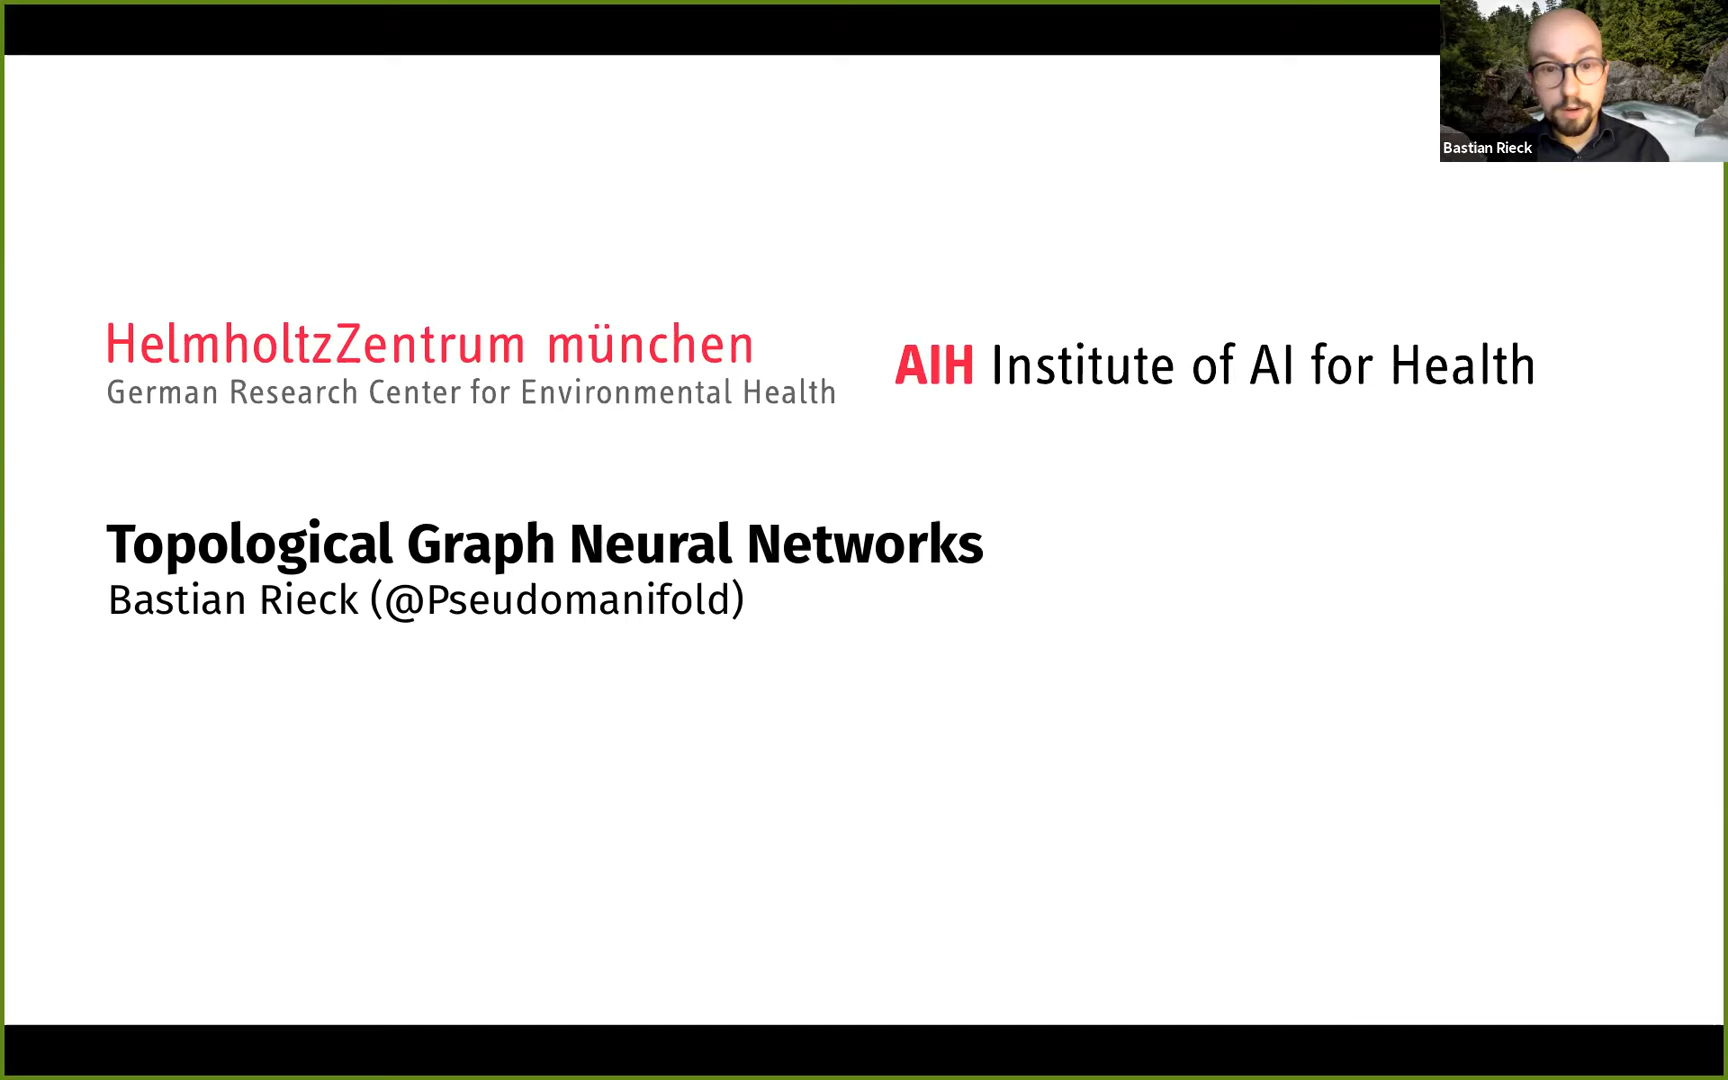 Bastian Rieck
HelmholtzZentrum münchen
German Research Center for Environmental Health
AIH Institute of AI for Health
Topological Graph Neural Networks
Bastian Rieck (@Pseudomanifold)